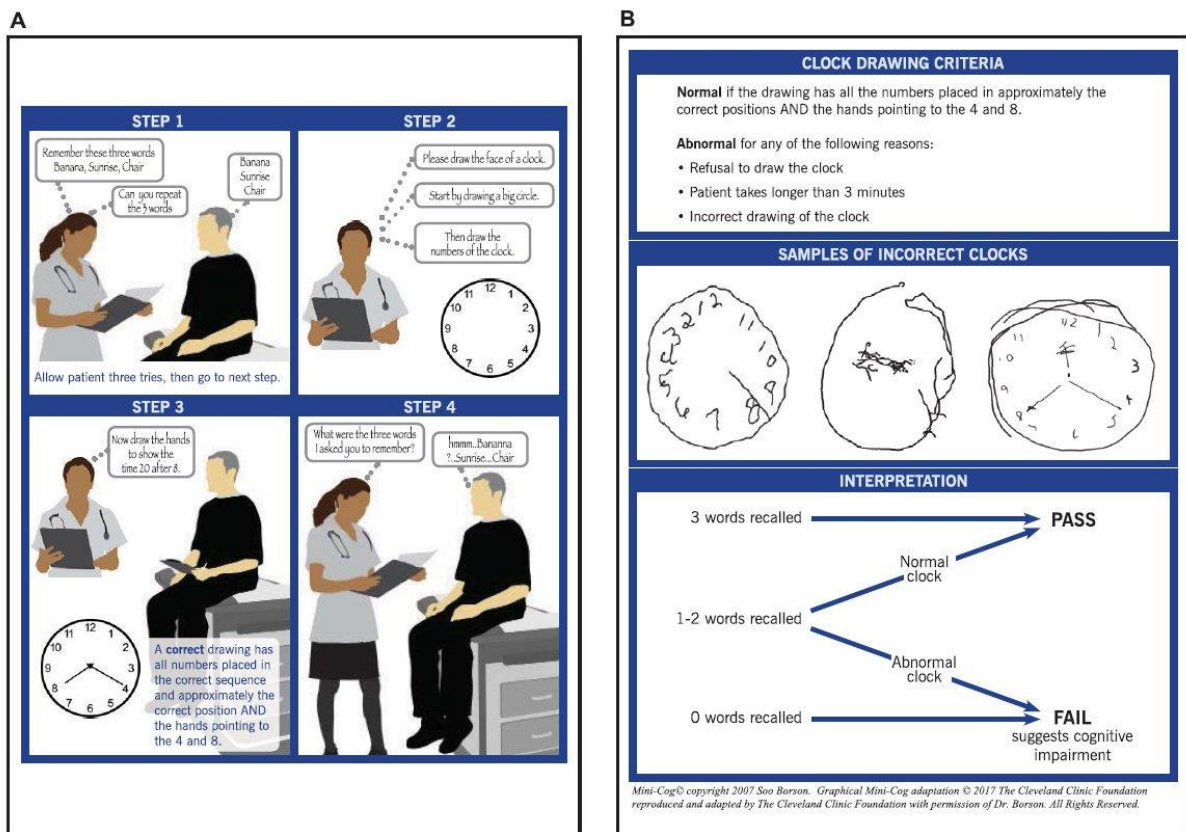 A
STEP 1
Remember these three words
Banana, Sunrise, Chair
Can you repeat
the 3 words
Banana
Sunrise
Chair
Allow patient three tries, then go to next step.
STEP 2
Please draw the face of a clock.
Start by drawing a big circle.
Then draw the
numbers of the clock.
12
11
1
10
2
9
3
8
4
7
5
6
STEP 3
Now draw the hands
to show the
time 20 after 8.
12
11
1
10
2
9
3
8
4
7
5
6
A correct drawing has
all numbers placed in
the correct sequence
and approximately the
correct position AND
the hands pointing to
the 4 and 8.
STEP 4
What were the three words
I asked you to remember?
hmmm..Bananna
?..Sunrise...Chair
B
CLOCK DRAWING CRITERIA
Normal if the drawing has all the numbers placed in approximately the
correct positions AND the hands pointing to the 4 and 8.
Abnormal for any of the following reasons:
• Refusal to draw the clock
• Patient takes longer than 3 minutes
• Incorrect drawing of the clock
SAMPLES OF INCORRECT CLOCKS
INTERPRETATION
3 words recalled
PASS
Normal
clock
1-2 words recalled
Abnormal
clock
0 words recalled
FAIL
suggests cognitive
impairment
Mini-Cog© copyright 2007 Soo Borson. Graphical Mini-Cog adaptation © 2017 The Cleveland Clinic Foundation
reproduced and adapted by The Cleveland Clinic Foundation with permission of Dr. Borson. All Rights Reserved.